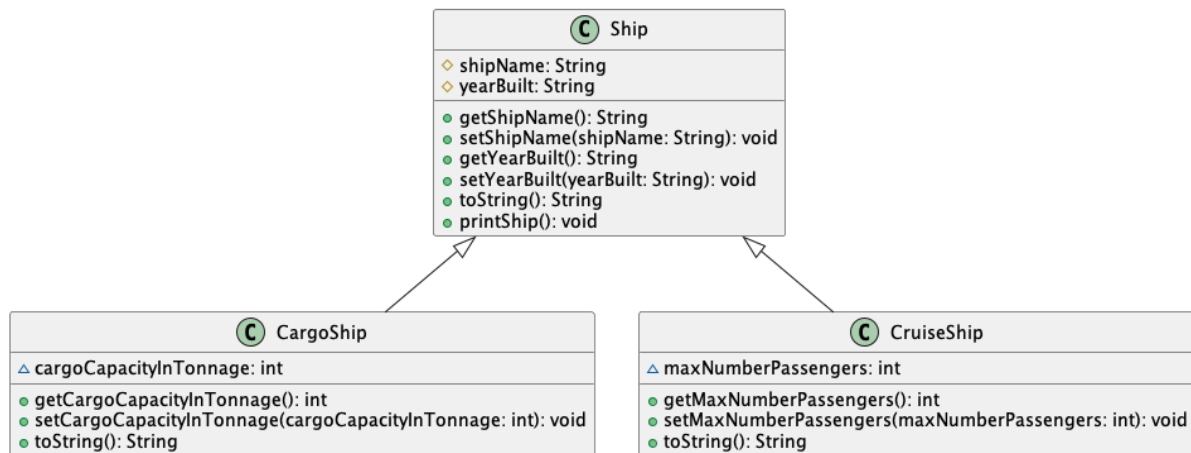 C Ship
shipName: String
yearBuilt: String
getShipName(): String
setShipName(shipName: String): void
getYearBuilt(): String
setYearBuilt(yearBuilt: String): void
toString(): String
printShip(): void
C CargoShip
cargoCapacityInTonnage: int
getCargoCapacityInTonnage(): int
setCargoCapacityInTonnage(cargoCapacityInTonnage: int): void
toString(): String
C CruiseShip
maxNumberPassengers: int
getMaxNumberPassengers(): int
setMaxNumberPassengers(maxNumberPassengers: int): void
toString(): String